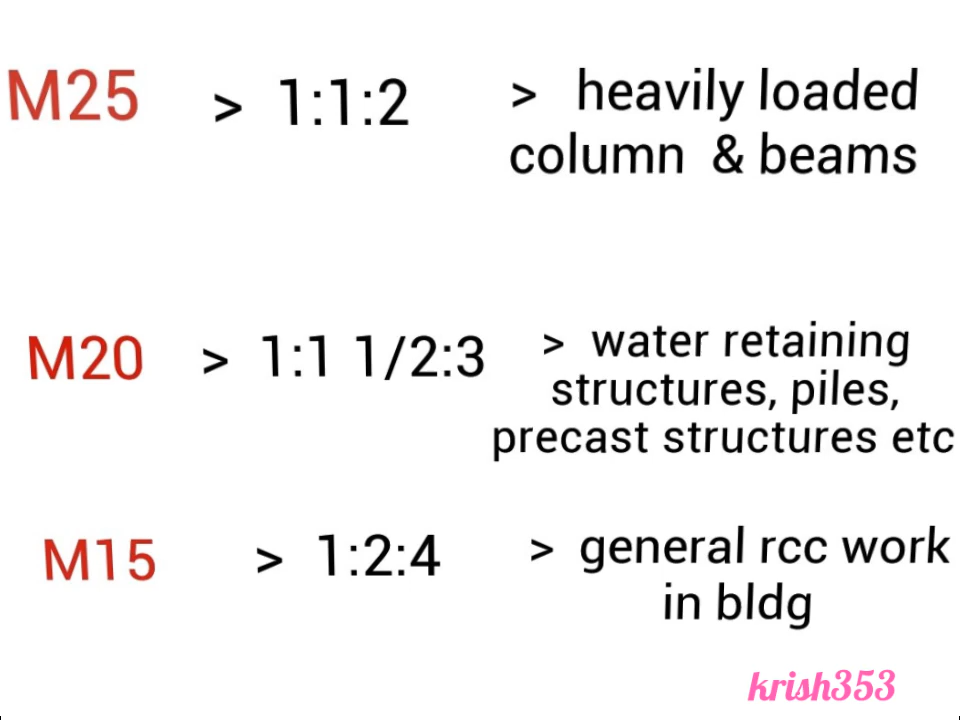 M25 > 1:1:2 > heavily loaded
column & beams
M20 > 1:1 1/2:3 > water retaining
structures, piles,
precast structures etc
M15 > 1:2:4 > general rcc work
in bldg
krish353